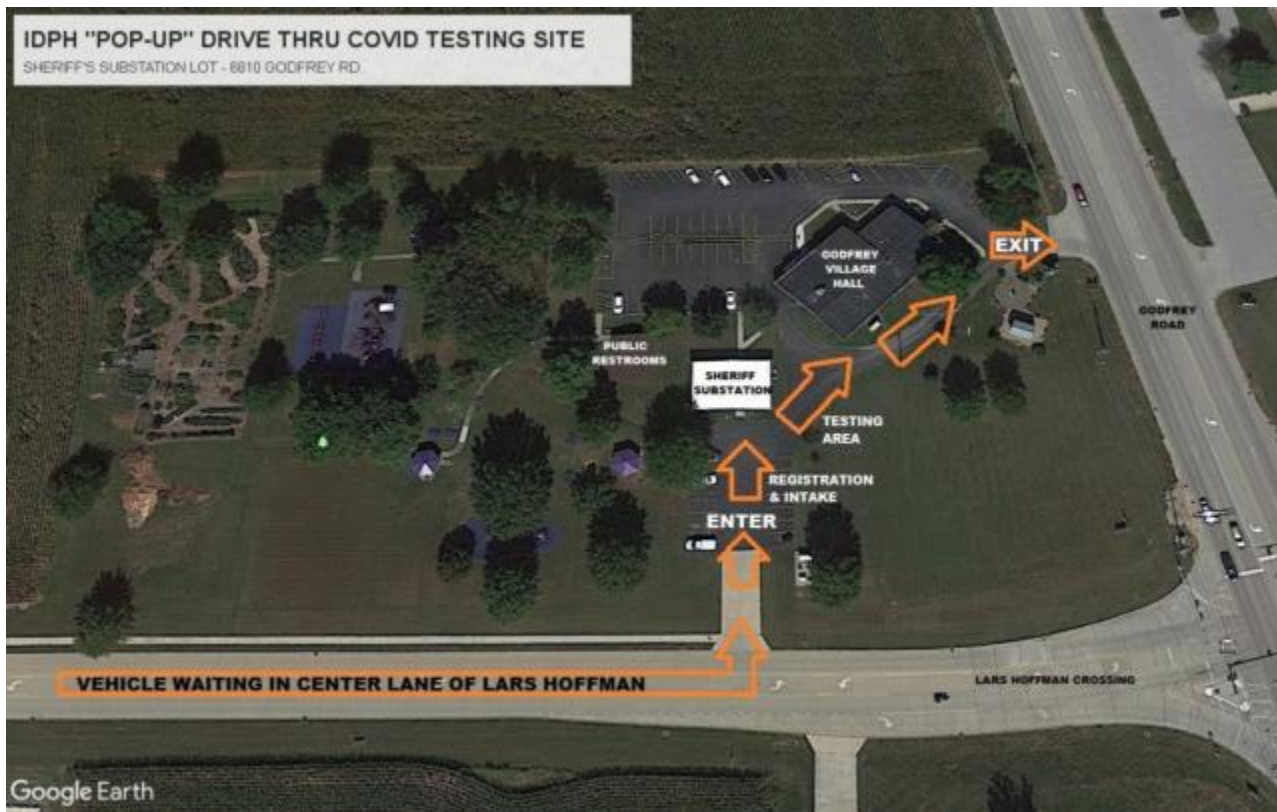 IDPH "POP-UP" DRIVE THRU COVID TESTING SITE
SHERIFF'S SUBSTATION LOT - 6810 GODFREY RD
EXIT
GODFREY
VILLAGE
HALL
GODFREY
ROAD
PUBLIC
RESTROOMS
SHERIFF
SUBSTATION
TESTING
AREA
REGISTRATION
& INTAKE
ENTER
VEHICLE WAITING IN CENTER LANE OF LARS HOFFMAN
LARS HOFFMAN CROSSING
Google Earth